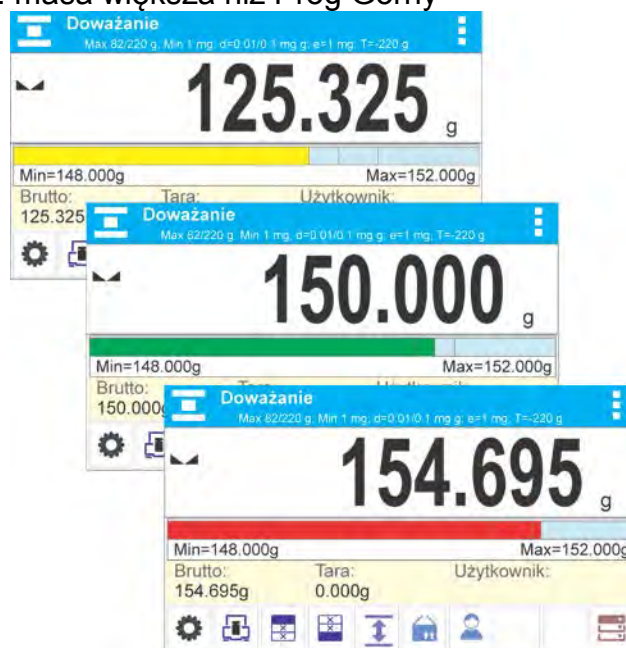 masa większa niż Próg Górny
Doważanie
Max 82/220 g, Min 1 mg, d=0.01/0.1 mg g; e=1 mg; T=-220 g
125.325 g
Min=148.000g Max=152.000g
Brutto: Tara: Użytkownik:
125.325
Doważanie
Max 82/220 g, Min 1 mg, d=0.01/0.1 mg g; e=1 mg; T=-220 g
150.000 g
Min=148.000g Max=152.000g
Brutto:
150.000g
Doważanie
Max 82/220 g, Min 1 mg, d=0.01/0.1 mg g; e=1 mg; T=-220 g
154.695 g
Min=148.000g Max=152.000g
Brutto: Tara: Użytkownik:
154.695g 0.000g